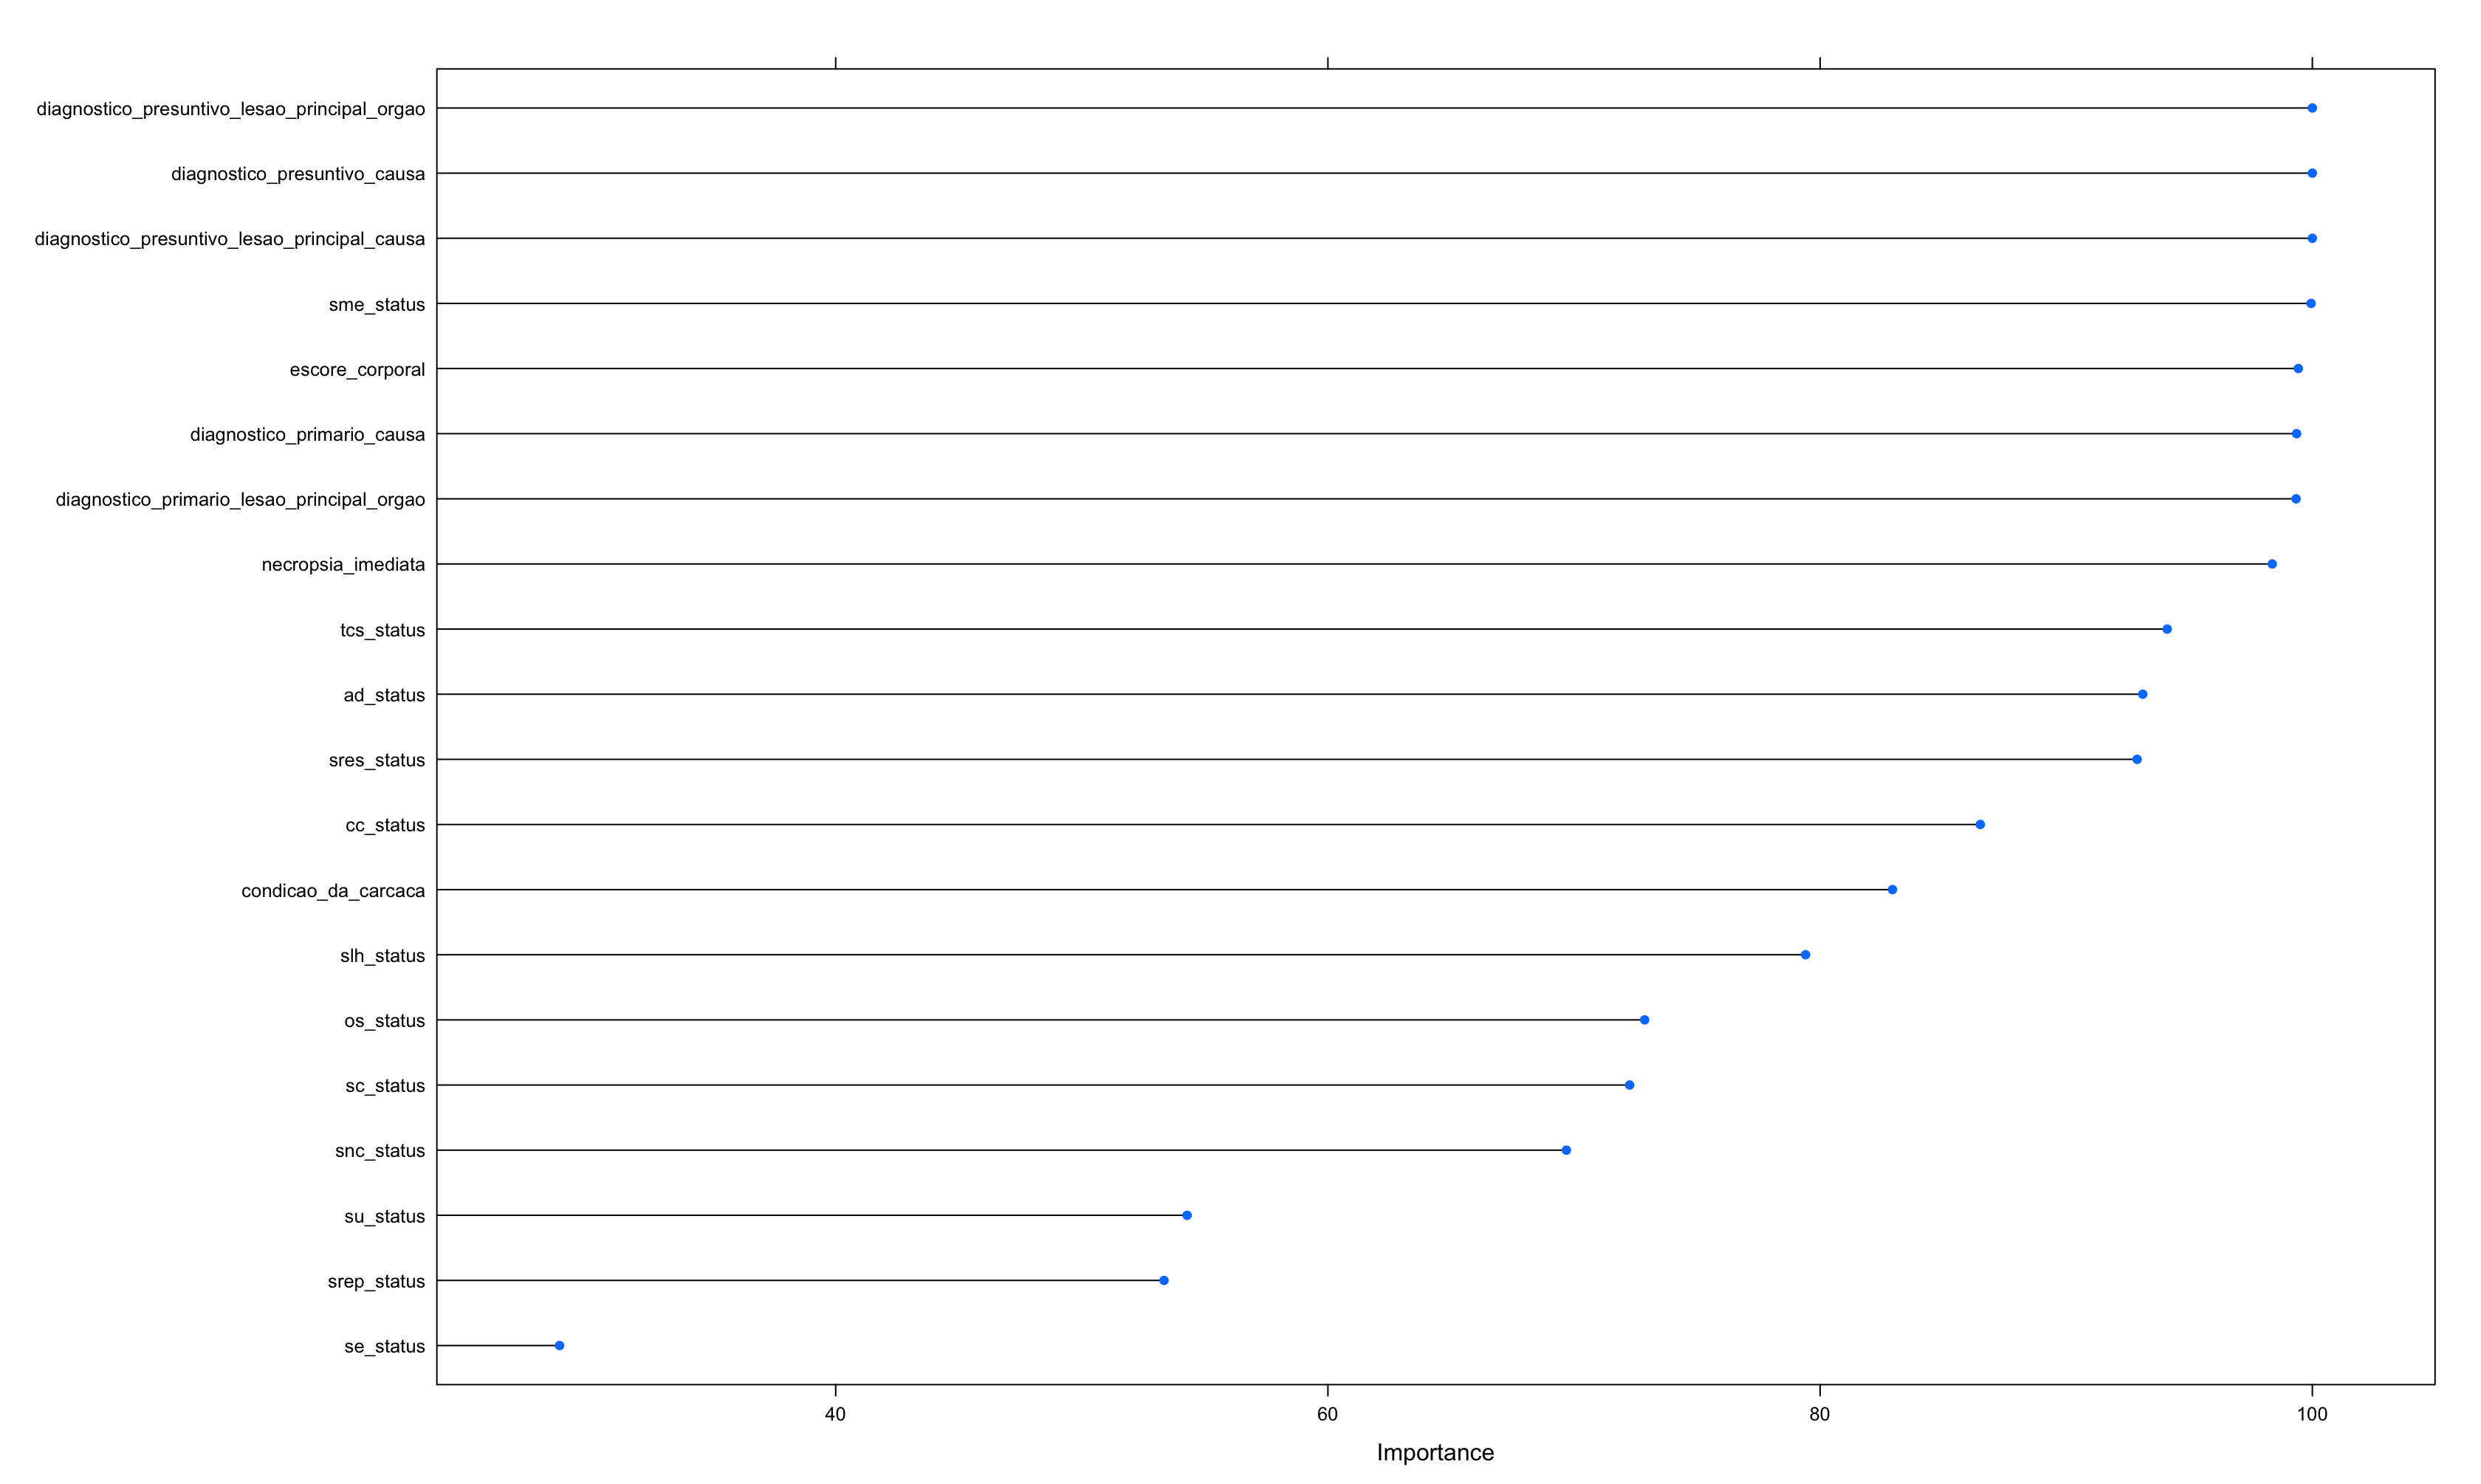 diagnostico_presuntivo_lesao_principal_orgao
diagnostico_presuntivo_causa
diagnostico_presuntivo_lesao_principal_causa
sme_status
escore_corporal
diagnostico_primario_causa
diagnostico_primario_lesao_principal_orgao
necropsia_imediata
tcs_status
ad_status
sres_status
cc_status
condicao_da_carcaca
slh_status
os_status
sc_status
snc_status
su_status
srep_status
se_status
40 60 80 100
Importance